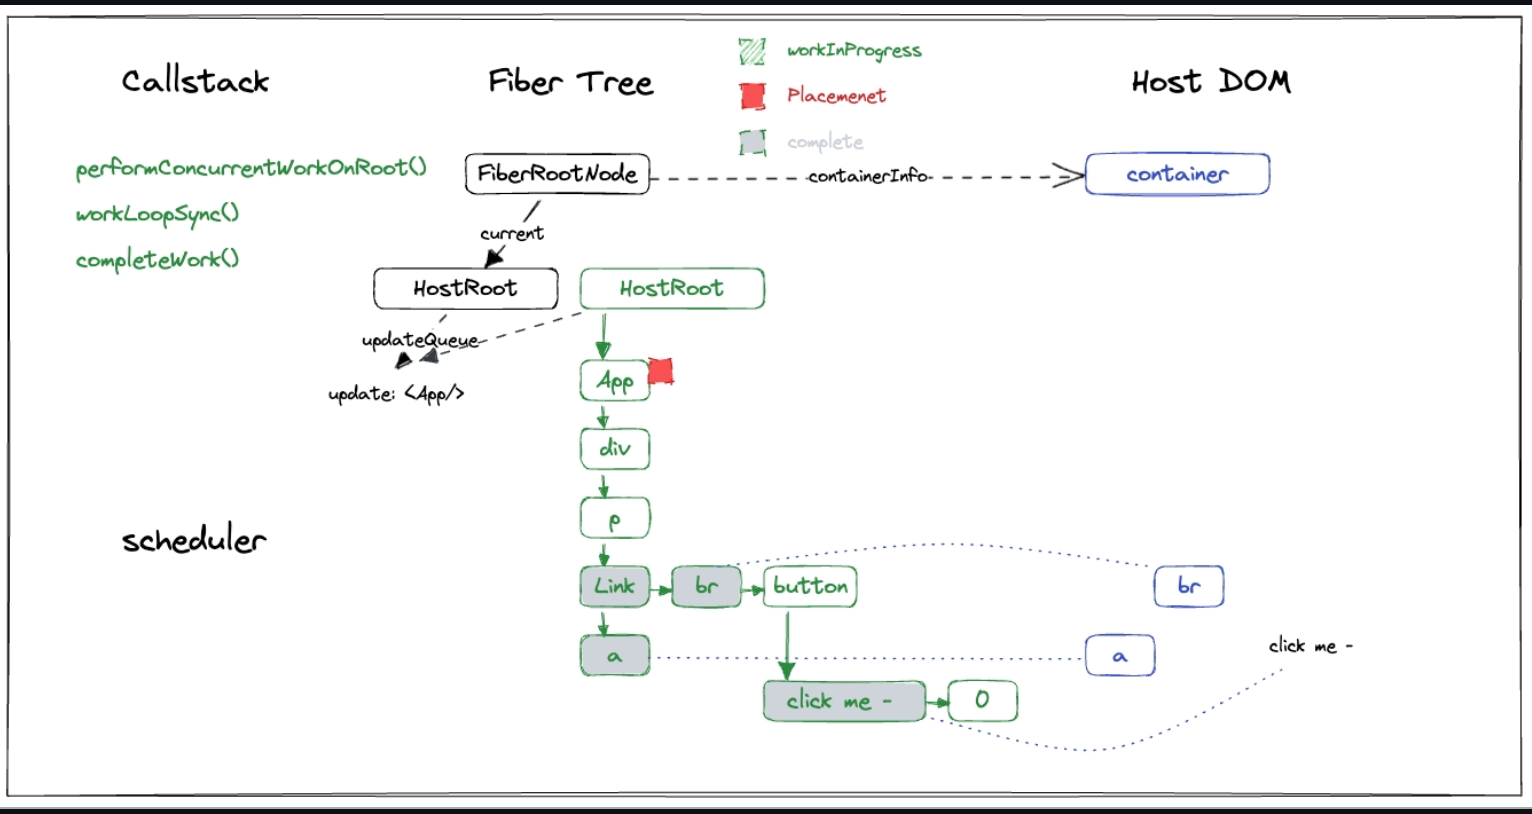 workInProgress
Callstack
Fiber Tree
Host DOM
Placemenet
complete
performConcurrentWorkOnRoot()
FiberRootNode
containerInfo
container
workLoopSync()
current
completeWork()
HostRoot
HostRoot
updateQueue
update: <App/>
App
div
p
scheduler
Link
br
button
br
a
a
click me -
click me -
0